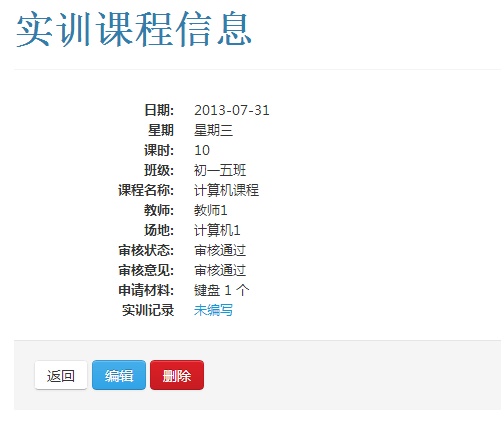 实训课程信息
日期: 2013-07-31
星期 星期三
课时: 10
班级: 初一五班
课程名称: 计算机课程
教师: 教师1
场地: 计算机1
审核状态: 审核通过
审核意见: 审核通过
申请材料: 键盘 1 个
实训记录 未编写
返回 编辑 删除